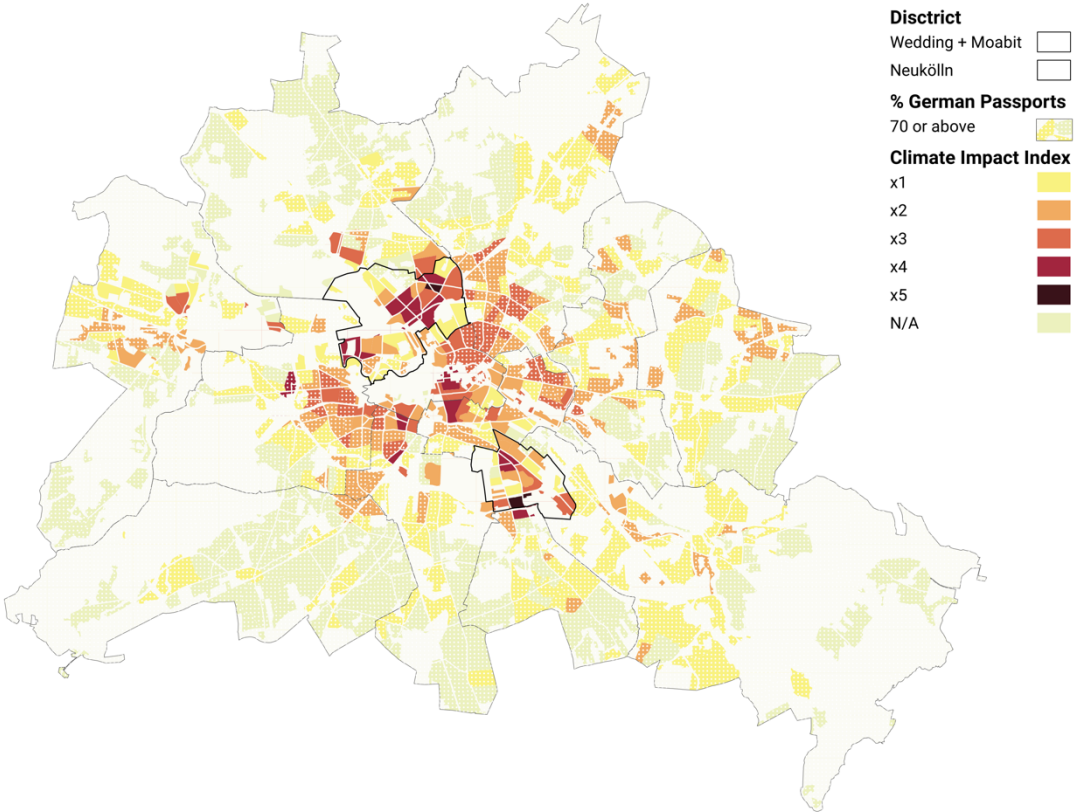 Disctrict
Wedding + Moabit
Neukölln
% German Passports
70 or above
Climate Impact Index
x1
x2
x3
x4
x5
N/A